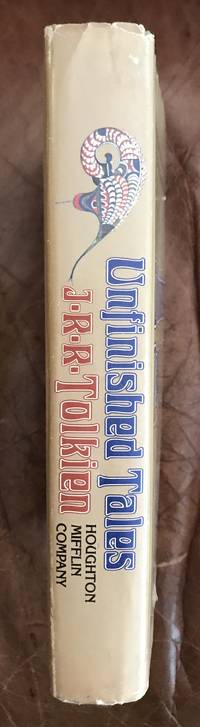 Unfinished Tales
J·R·R·Tolkien
HOUGHTON
MIFFLIN
COMPANY